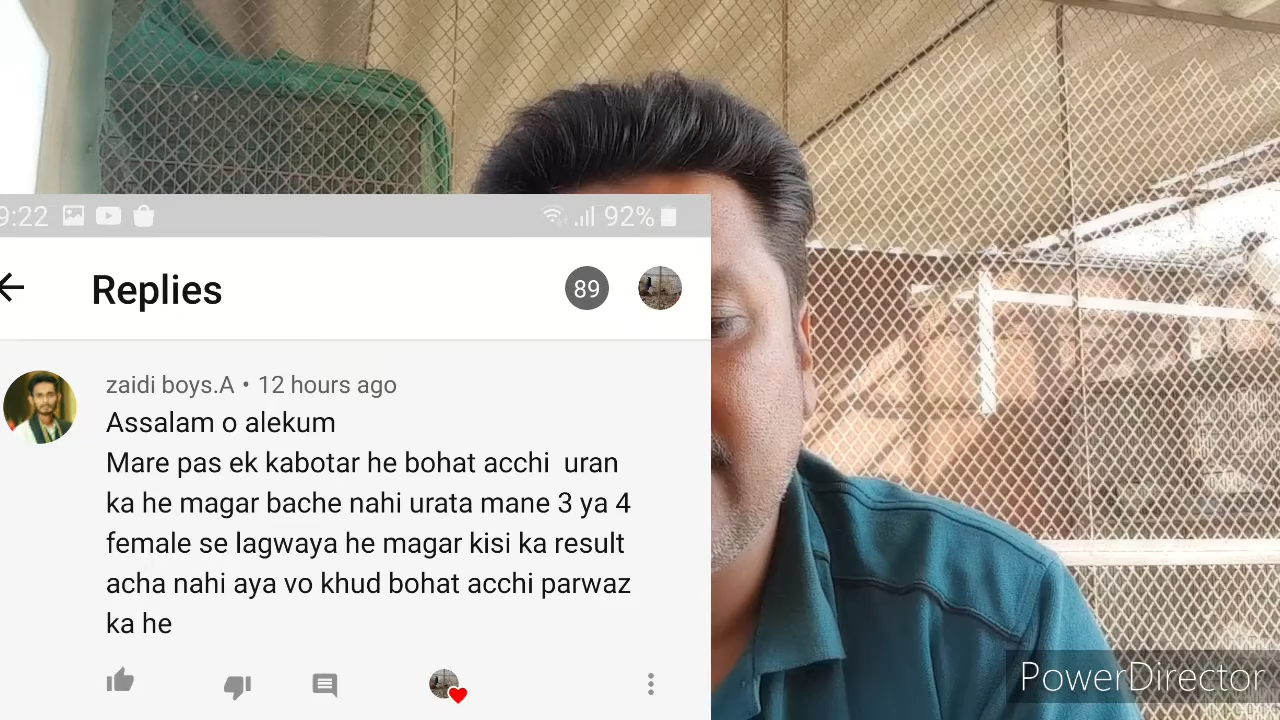 9:22 92%
Replies 89
zaidi boys.A • 12 hours ago
Assalam o alekum
Mare pas ek kabotar he bohat acchi uran
ka he magar bache nahi urata mane 3 ya 4
female se lagwaya he magar kisi ka result
acha nahi aya vo khud bohat acchi parwaz
ka he
PowerDirector